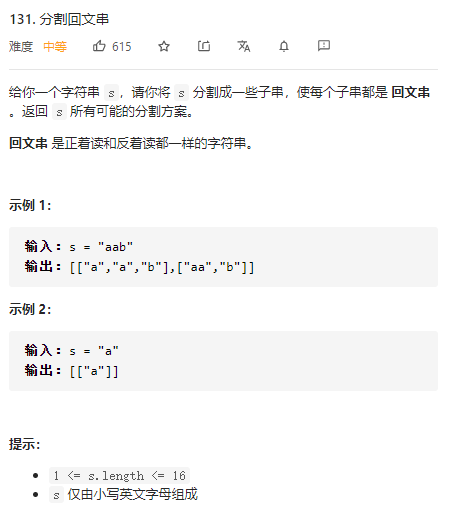 131. 分割回文串
难度 中等 615
给你一个字符串 s，请你将 s 分割成一些子串，使每个子串都是 回文串
。返回 s 所有可能的分割方案。
回文串 是正着读和反着读都一样的字符串。
示例 1：
输入：s = "aab"
输出：[["a","a","b"],["aa","b"]]
示例 2：
输入：s = "a"
输出：[["a"]]
提示：
1 <= s.length <= 16
s 仅由小写英文字母组成